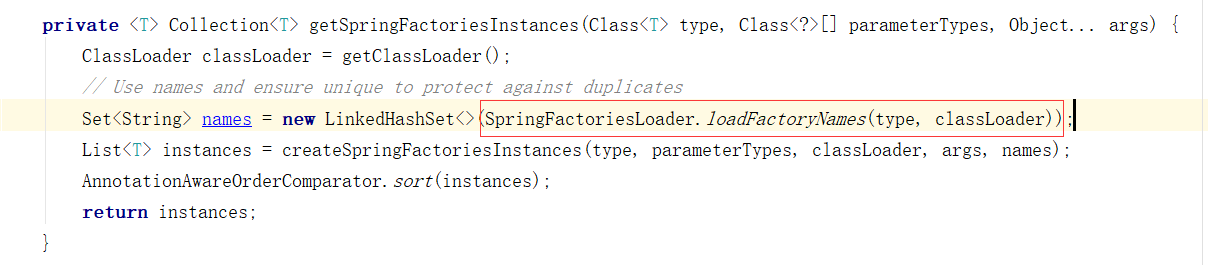 private <T> Collection<T> getSpringFactoriesInstances(Class<T> type, Class<?>[] parameterTypes, Object... args) {
ClassLoader classLoader = getClassLoader();
// Use names and ensure unique to protect against duplicates
Set<String> names = new LinkedHashSet<>(SpringFactoriesLoader.loadFactoryNames(type, classLoader));
List<T> instances = createSpringFactoriesInstances(type, parameterTypes, classLoader, args, names);
AnnotationAwareOrderComparator.sort(instances);
return instances;
}